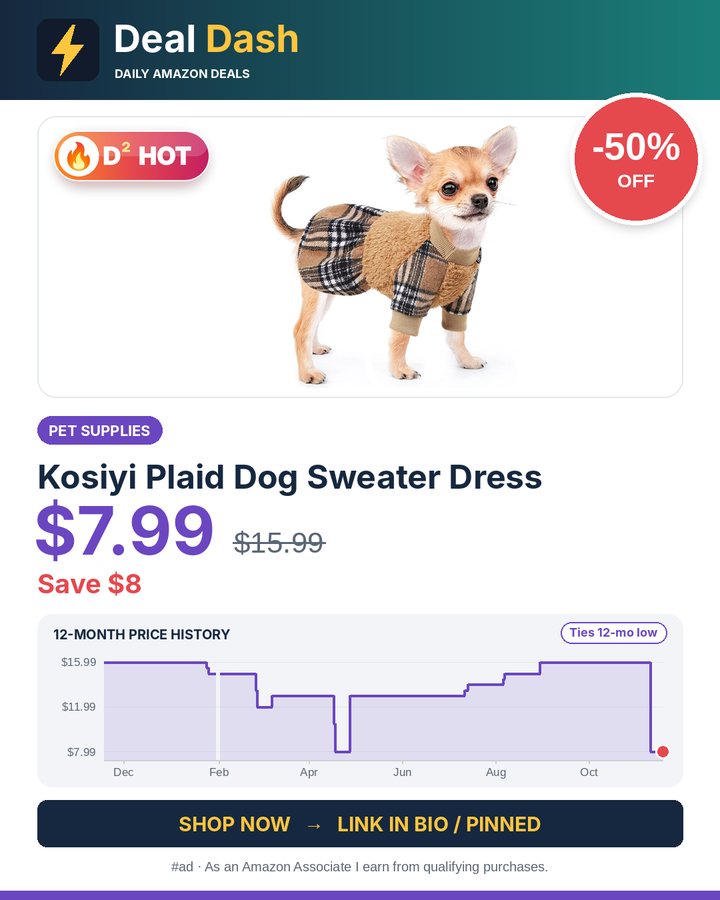 Deal Dash
DAILY AMAZON DEALS
D² HOT
-50%
OFF
PET SUPPLIES
Kosiyi Plaid Dog Sweater Dress
$7.99 $15.99
Save $8
12-MONTH PRICE HISTORY
Ties 12-mo low
$15.99
$11.99
$7.99
Dec Feb Apr Jun Aug Oct
SHOP NOW → LINK IN BIO / PINNED
#ad · As an Amazon Associate I earn from qualifying purchases.